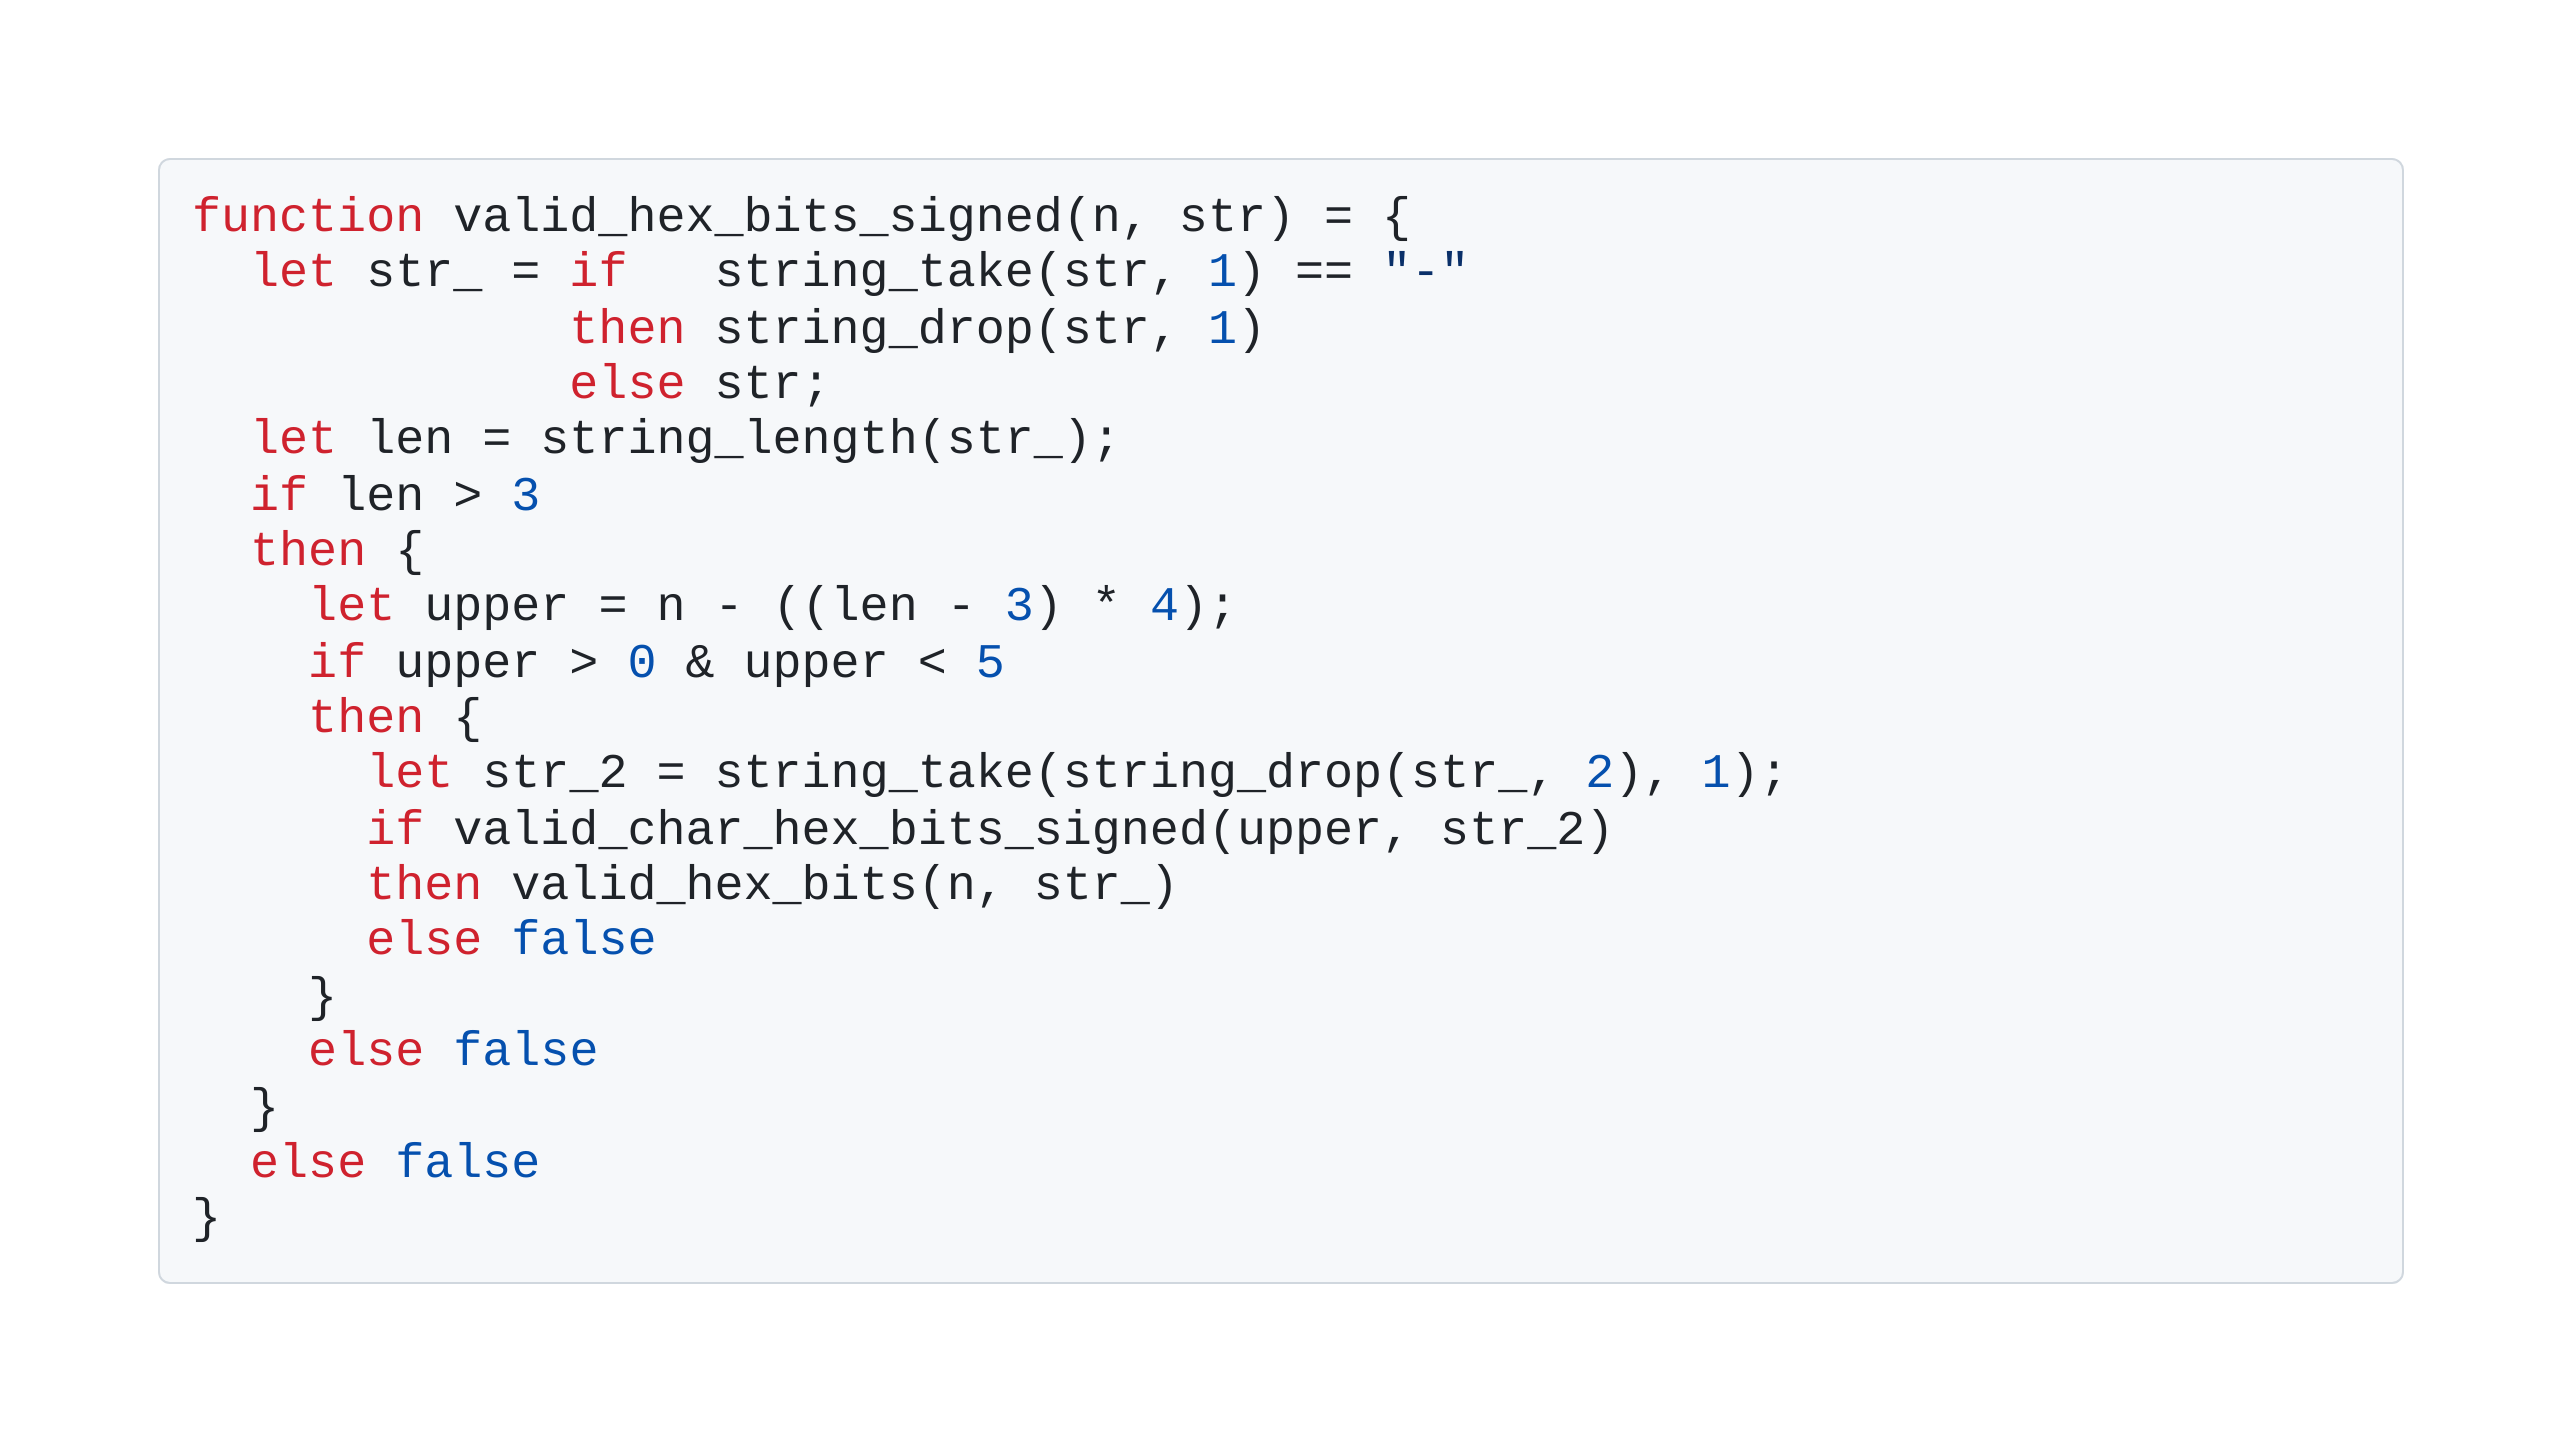 function valid_hex_bits_signed(n, str) = {
  let str_ = if   string_take(str, 1) == "-"
             then string_drop(str, 1)
             else str;
  let len = string_length(str_);
  if len > 3
  then {
    let upper = n - ((len - 3) * 4);
    if upper > 0 & upper < 5
    then {
      let str_2 = string_take(string_drop(str_, 2), 1);
      if valid_char_hex_bits_signed(upper, str_2)
      then valid_hex_bits(n, str_)
      else false
    }
    else false
  }
  else false
}